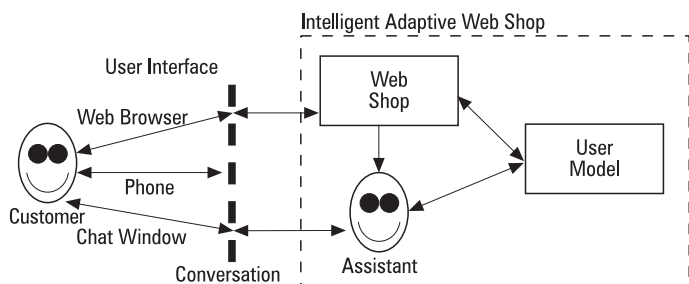 Intelligent Adaptive Web Shop
User Interface
Web
Shop
Web Browser
User
Model
Phone
Customer
Chat Window
Assistant
Conversation